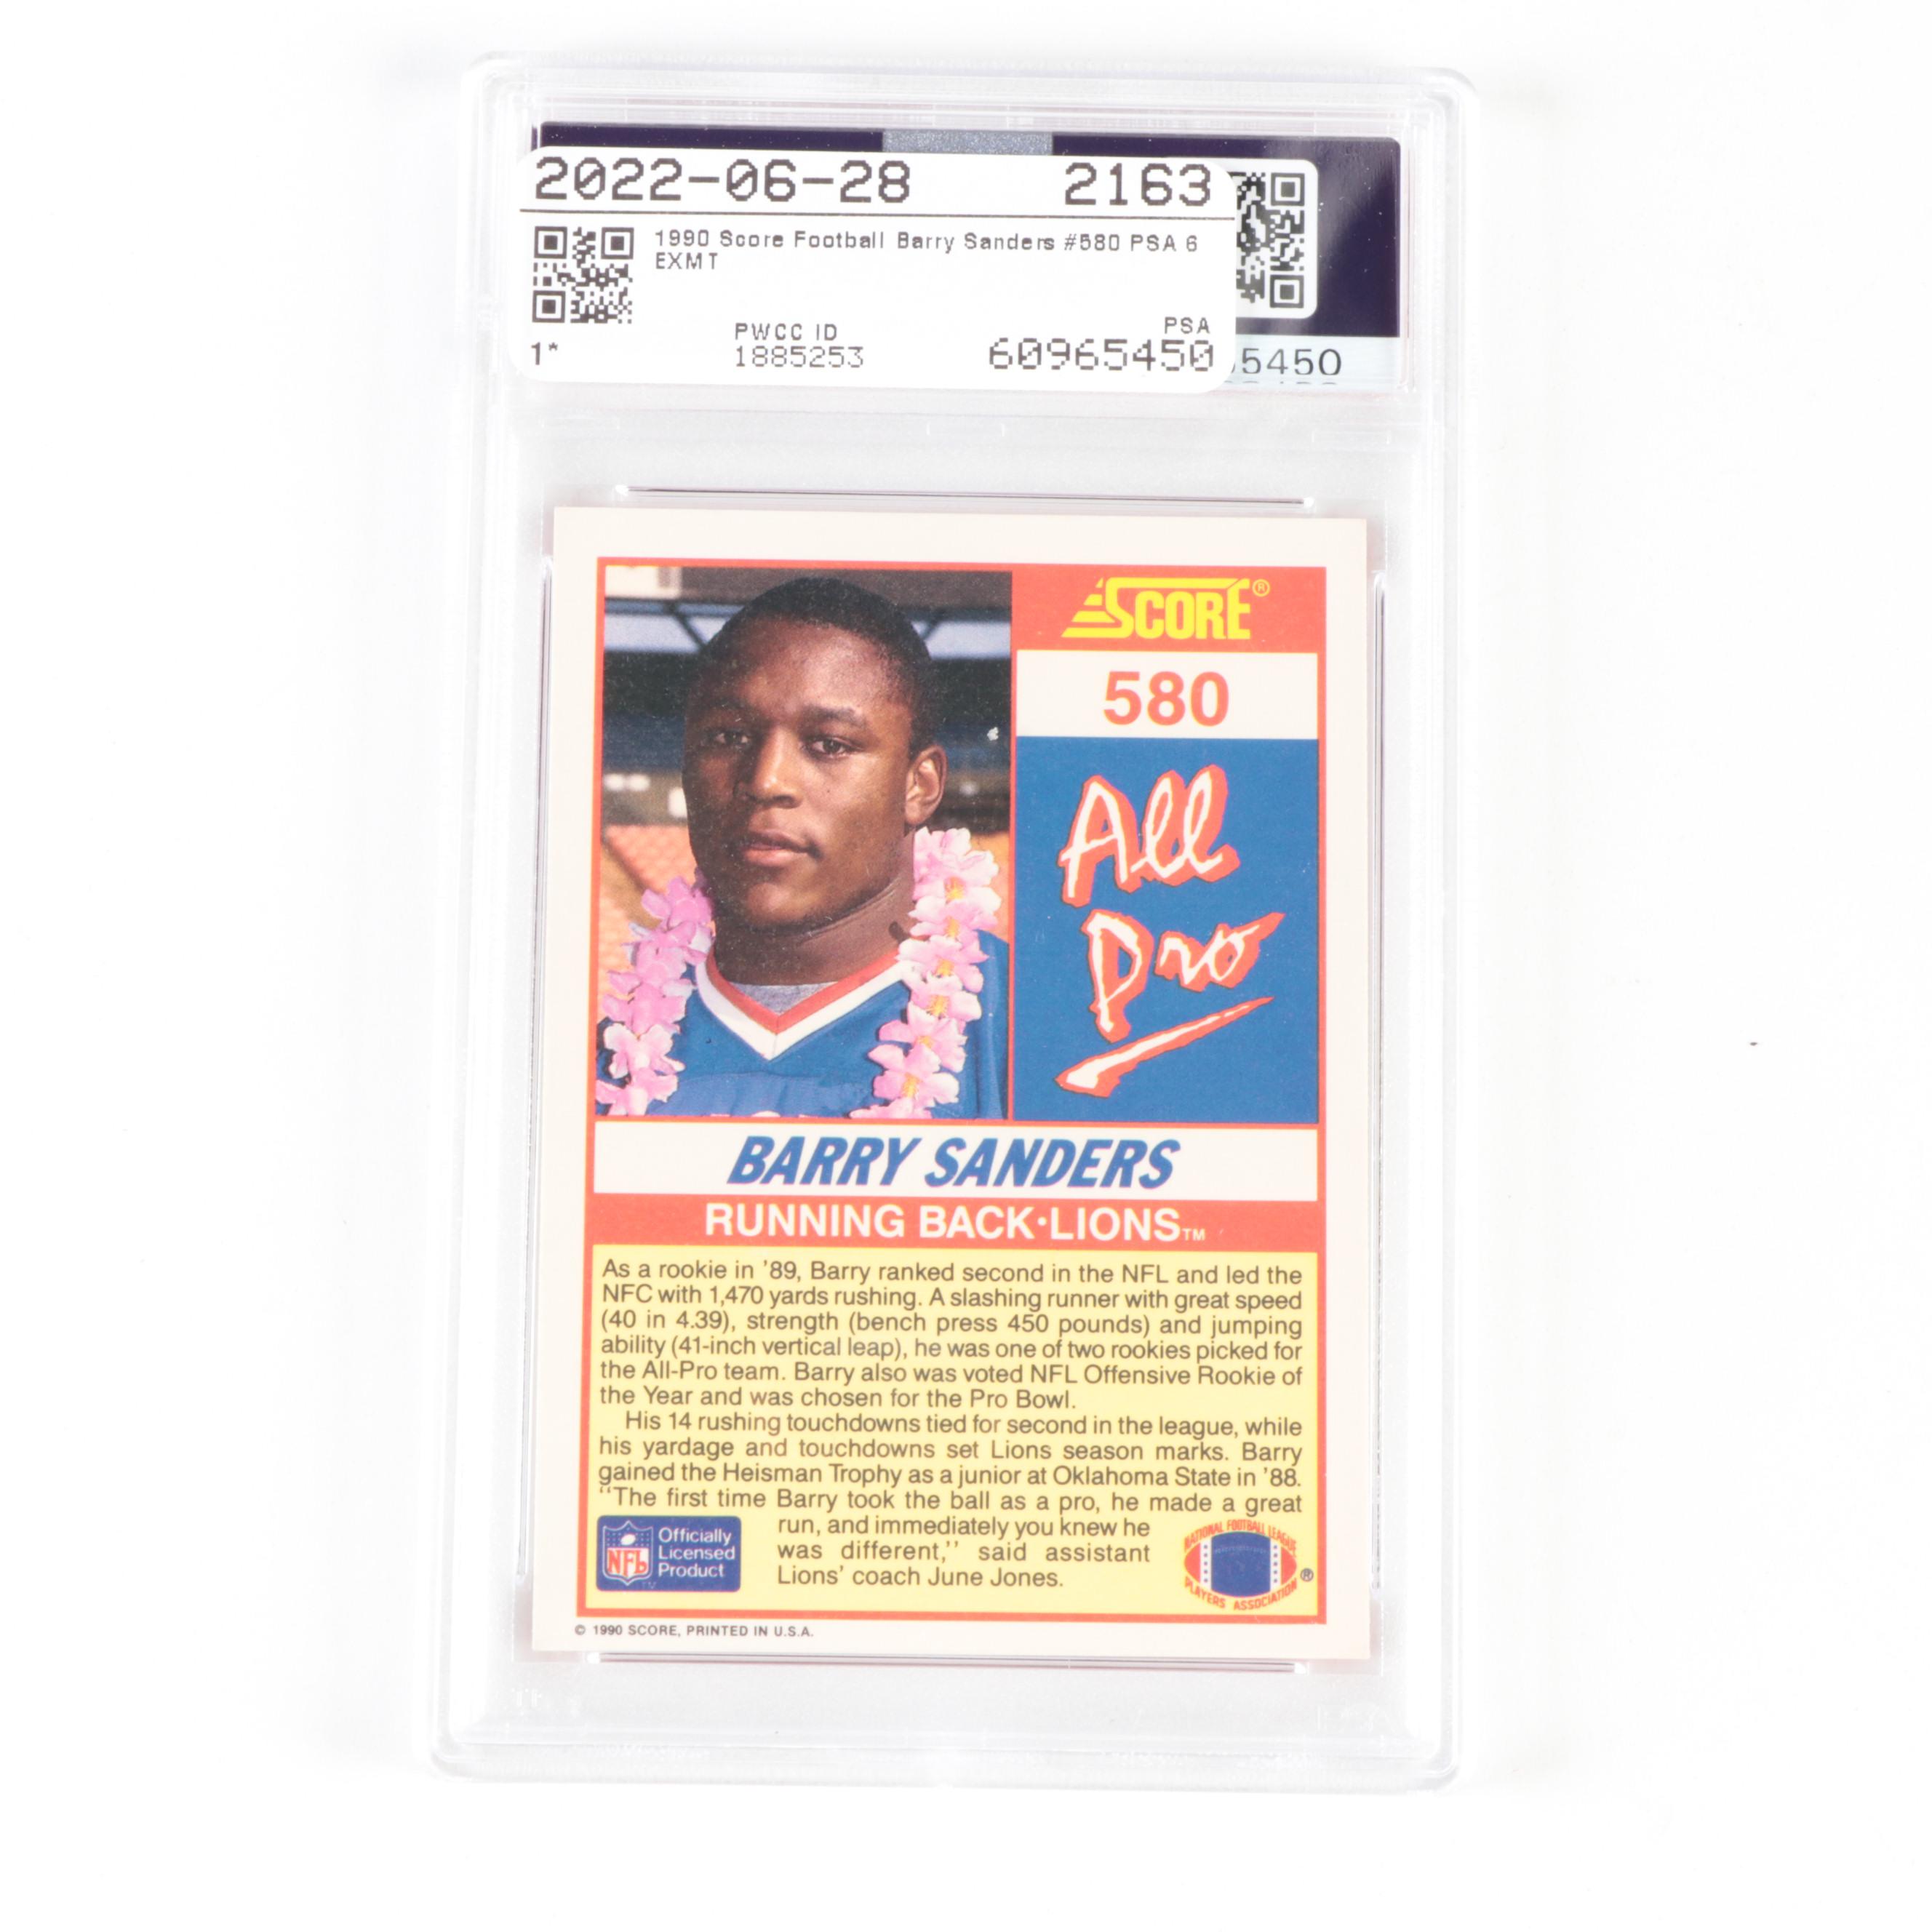 2022-06-28 2163
1990 Score Football Barry Sanders #580 PSA 6
EXMT
PWCC ID PSA
1* 1885253 60965450
5450
SCORE®
580
All
Pro
BARRY SANDERS
RUNNING BACK•LIONS™
As a rookie in '89, Barry ranked second in the NFL and led the
NFC with 1,470 yards rushing. A slashing runner with great speed
(40 in 4.39), strength (bench press 450 pounds) and jumping
ability (41-inch vertical leap), he was one of two rookies picked for
the All-Pro team. Barry also was voted NFL Offensive Rookie of
the Year and was chosen for the Pro Bowl.
His 14 rushing touchdowns tied for second in the league, while
his yardage and touchdowns set Lions season marks. Barry
gained the Heisman Trophy as a junior at Oklahoma State in '88.
"The first time Barry took the ball as a pro, he made a great
run, and immediately you knew he
was different," said assistant
Lions' coach June Jones.
NFL
Officially
Licensed
Product
TM
NATIONAL FOOTBALL LEAGUE
PLAYERS ASSOCIATION ®
© 1990 SCORE, PRINTED IN U.S.A.